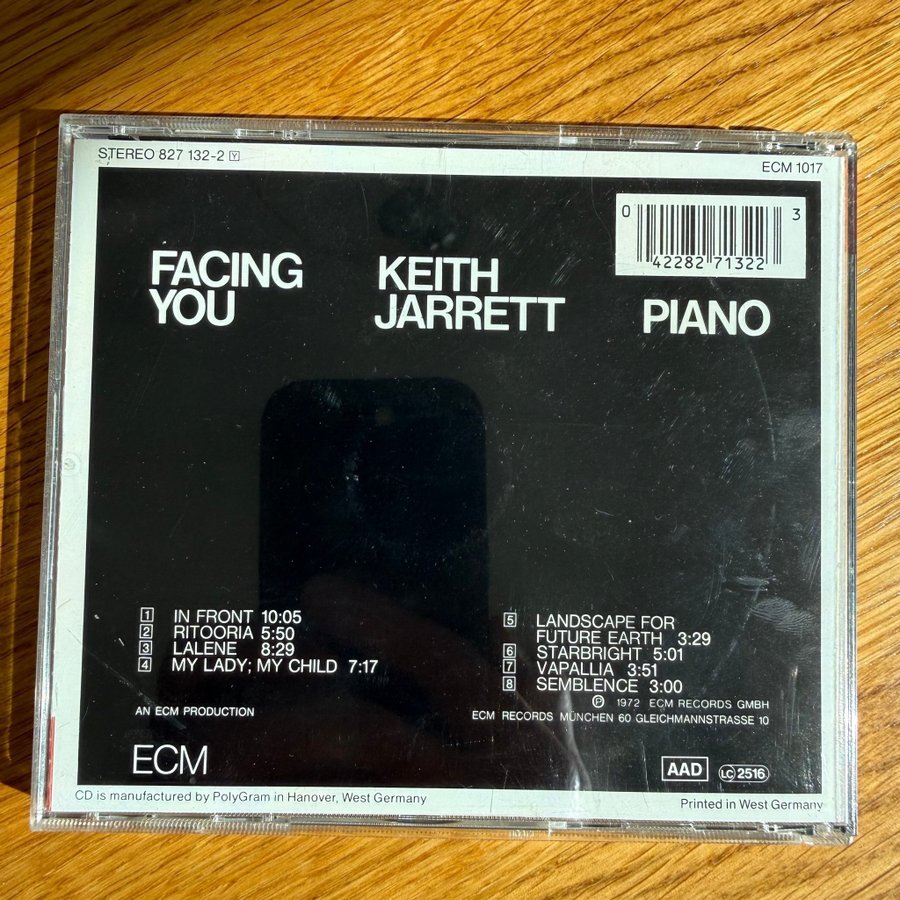 STEREO 827 132-2 Y
ECM 1017
0 42282 71322 3
FACING
YOU
KEITH
JARRETT
PIANO
1 IN FRONT 10:05
2 RITOORIA 5:50
3 LALENE 8:29
4 MY LADY; MY CHILD 7:17
5 LANDSCAPE FOR
FUTURE EARTH 3:29
6 STARBRIGHT 5:01
7 VAPALLIA 3:51
8 SEMBLENCE 3:00
℗ 1972 ECM RECORDS GMBH
AN ECM PRODUCTION
ECM RECORDS MÜNCHEN 60 GLEICHMANNSTRASSE 10
ECM
AAD
LC 2516
CD is manufactured by PolyGram in Hanover, West Germany
Printed in West Germany